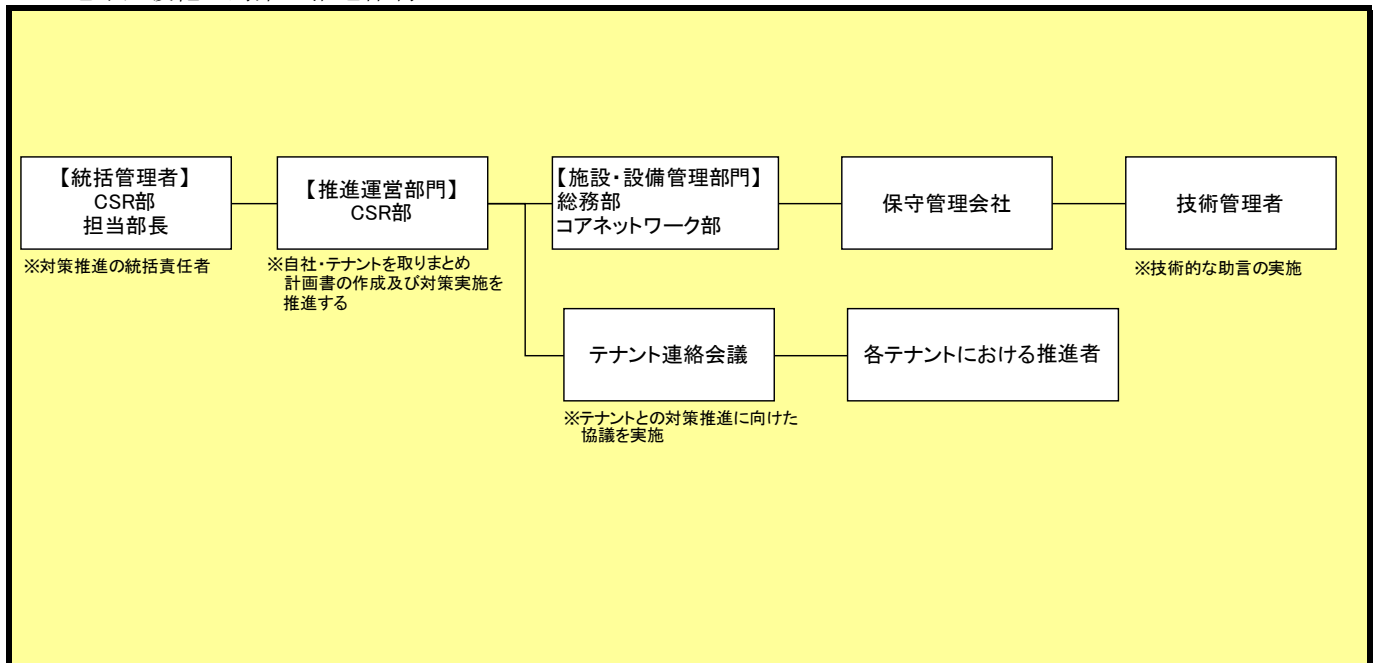 【統括管理者】
CSR部
担当部長
※対策推進の統括責任者
【推進運営部門】
CSR部
※自社・テナントを取りまとめ
計画書の作成及び対策実施を
推進する
【施設・設備管理部門】
総務部
コアネットワーク部
保守管理会社
技術管理者
※技術的な助言の実施
テナント連絡会議
※テナントとの対策推進に向けた
協議を実施
各テナントにおける推進者